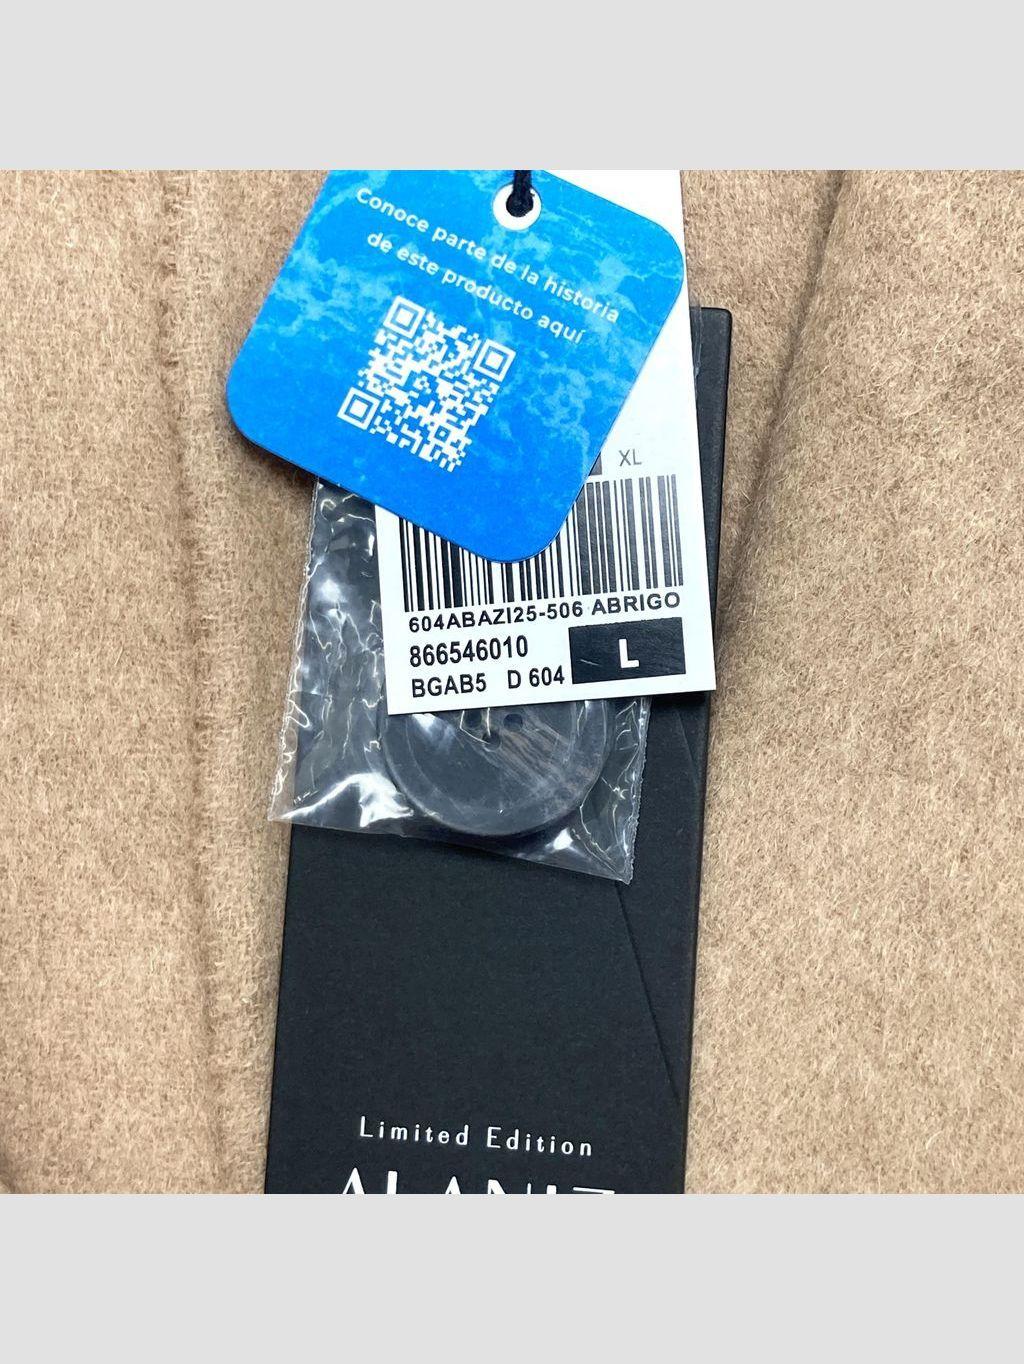 Conoce parte de la historia
de este producto aquí
XL
604ABAZI25-506 ABRIGO
866546010
L
BGAB5 D 604
Limited Edition